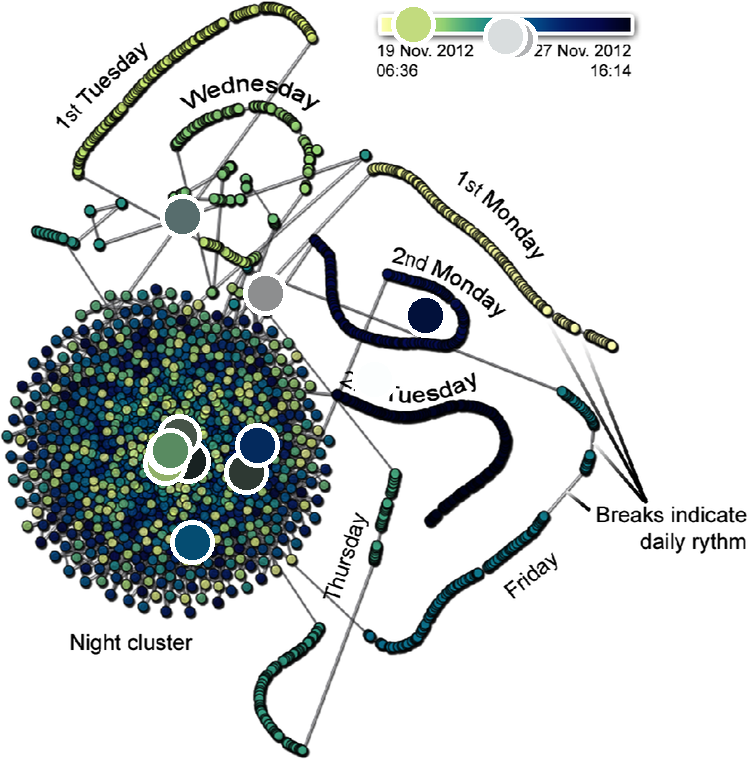 19 Nov. 2012
27 Nov. 2012
06:36
16:14
1st Tuesday
Wednesday
1st Monday
2nd Monday
Tuesday
Breaks indicate
daily rythm
Thursday
Friday
Night cluster